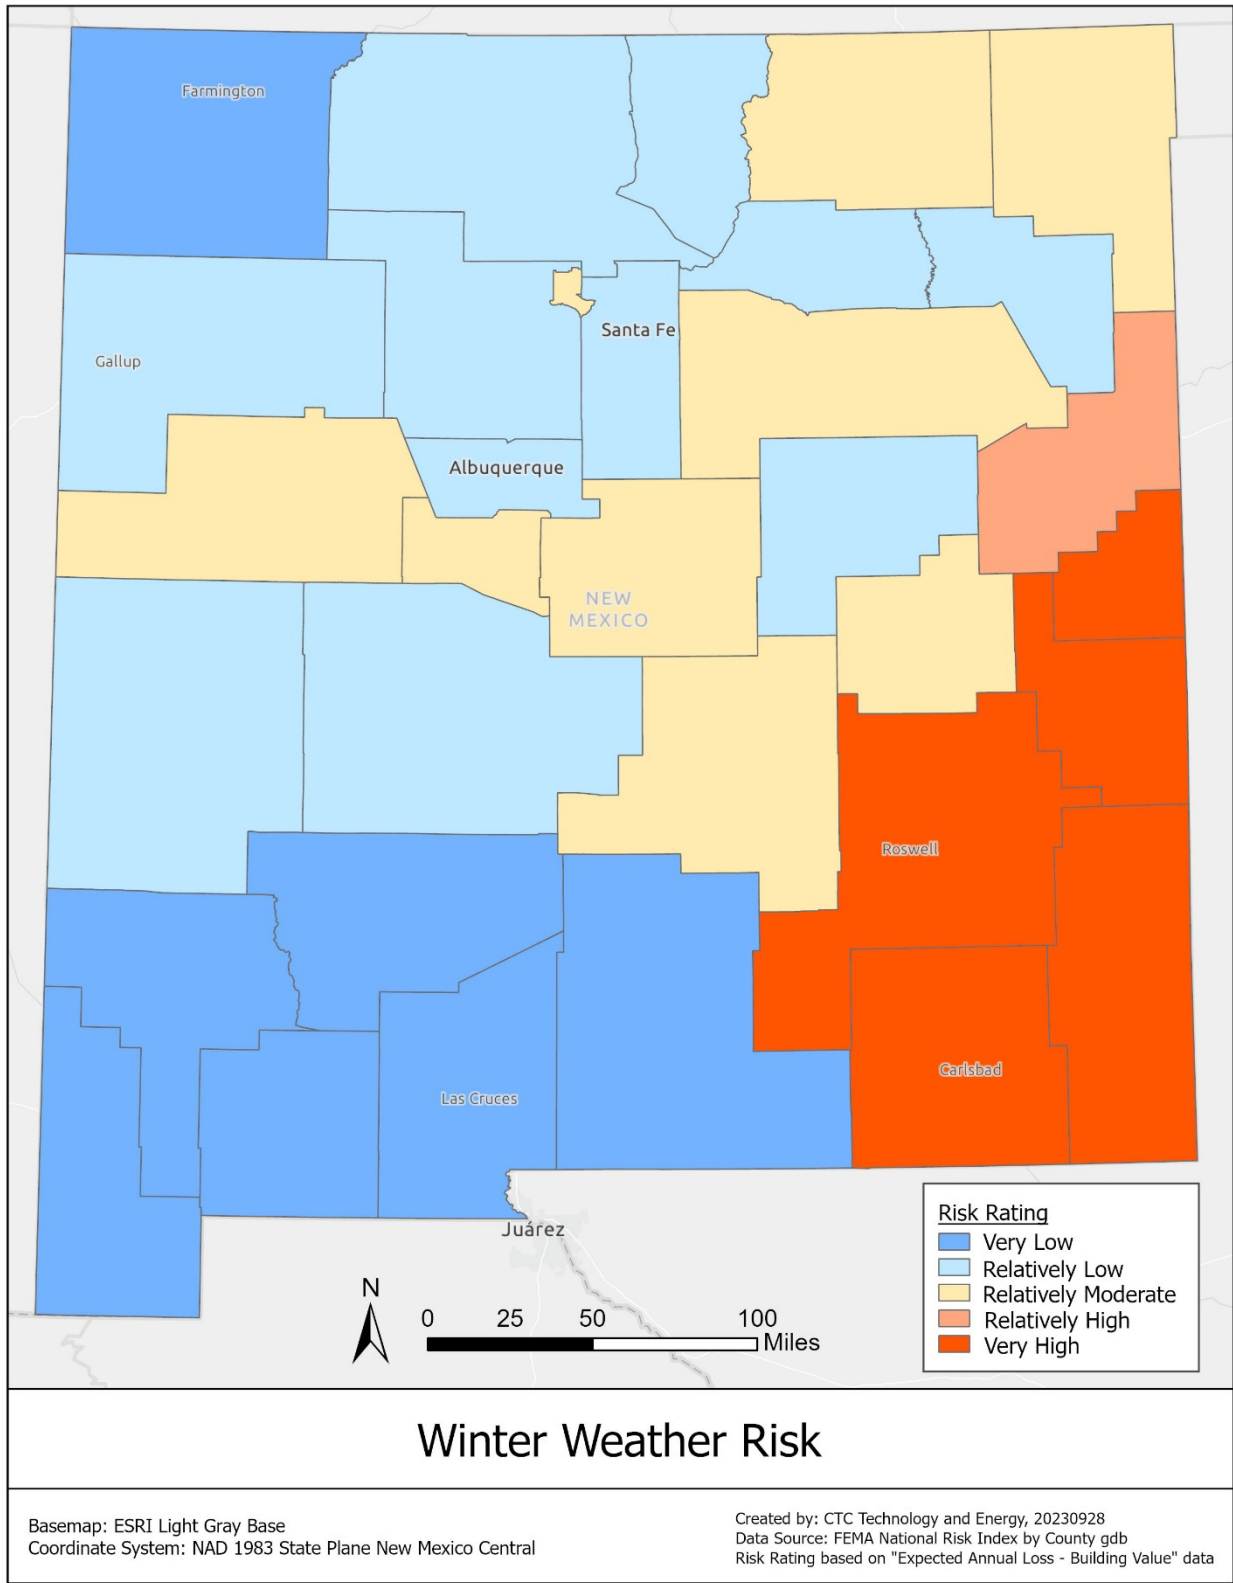 Farmington
Santa Fe
Gallup
Albuquerque
NEW
MEXICO
Roswell
Carlsbad
Las Cruces
Juárez
N
0 25 50 100
Miles
Risk Rating
Very Low
Relatively Low
Relatively Moderate
Relatively High
Very High
Winter Weather Risk
Basemap: ESRI Light Gray Base
Coordinate System: NAD 1983 State Plane New Mexico Central
Created by: CTC Technology and Energy, 20230928
Data Source: FEMA National Risk Index by County gdb
Risk Rating based on "Expected Annual Loss - Building Value" data